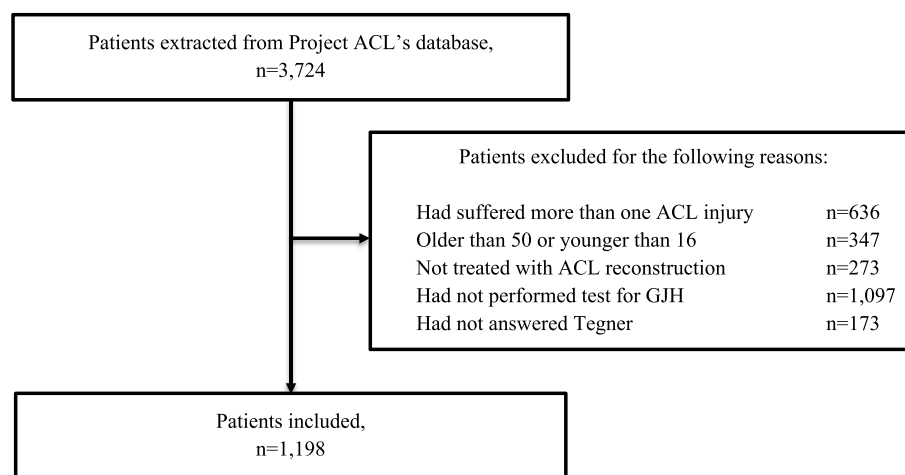 Patients extracted from Project ACL's database,
n=3,724
Patients excluded for the following reasons:
Had suffered more than one ACL injury n=636
Older than 50 or younger than 16 n=347
Not treated with ACL reconstruction n=273
Had not performed test for GJH n=1,097
Had not answered Tegner n=173
Patients included,
n=1,198